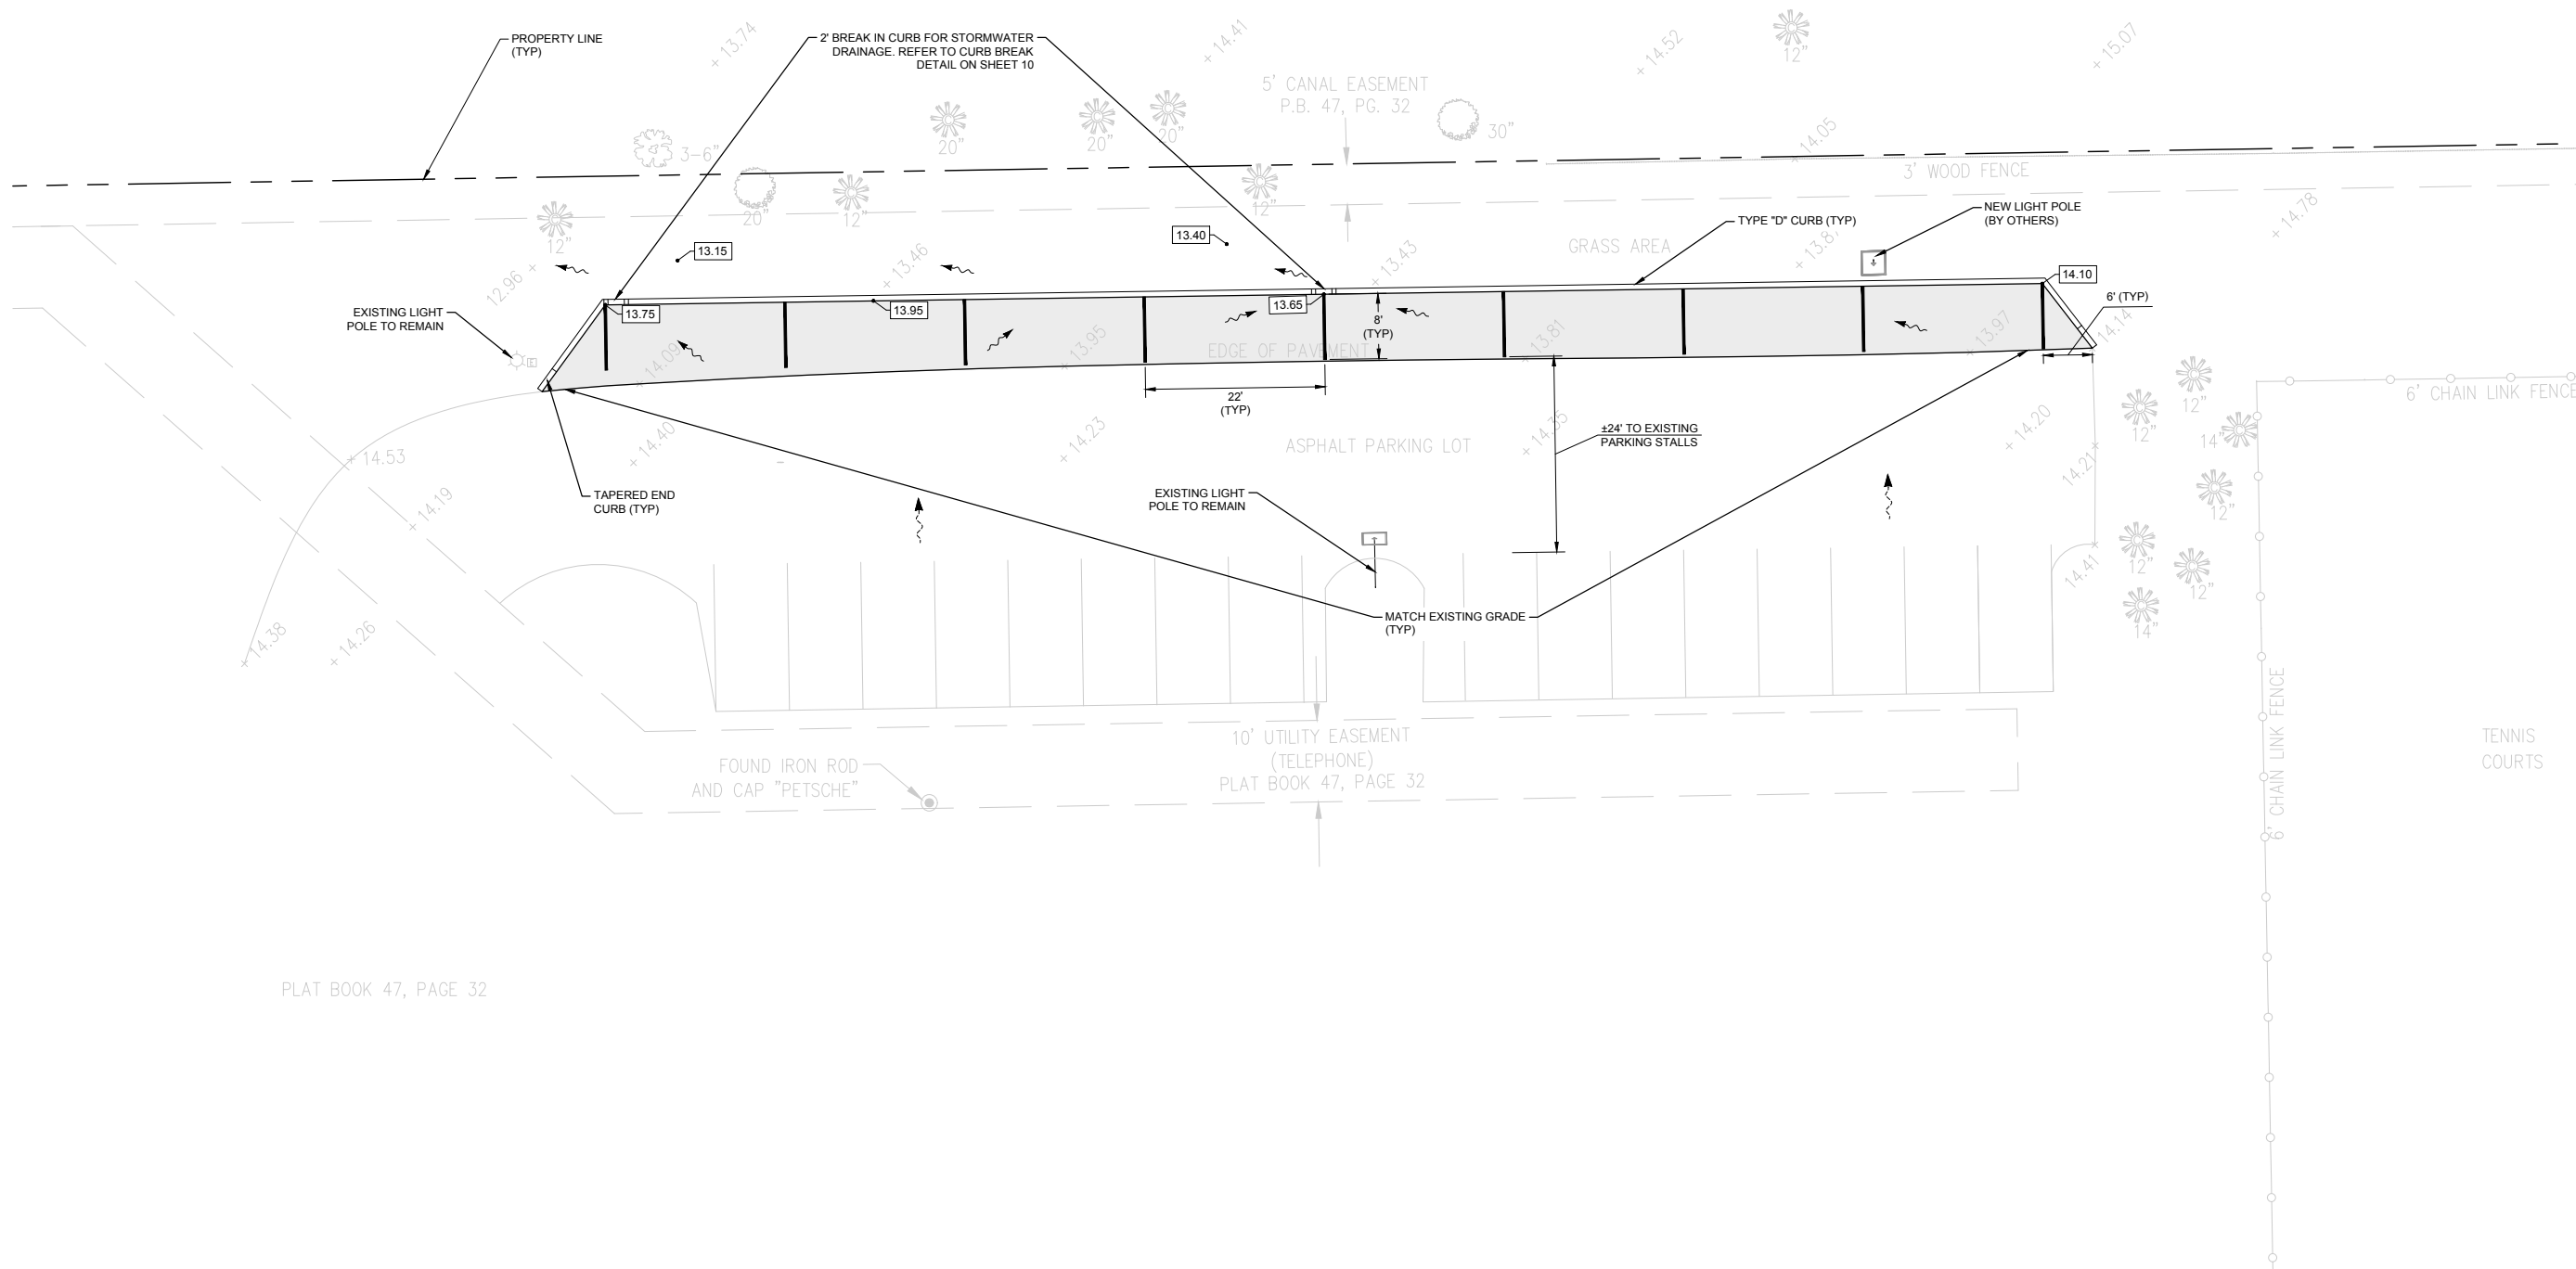 PROPERTY LINE
(TYP)
13.74
2' BREAK IN CURB FOR STORMWATER
DRAINAGE. REFER TO CURB BREAK
DETAIL ON SHEET 10
14.41
5' CANAL EASEMENT
P.B. 47, PG. 32
14.52
12"
15.07
3-6"
20"
20"
20"
30"
14.05
3' WOOD FENCE
12"
20"
12"
12"
13.15
13.40
TYPE "D" CURB (TYP)
NEW LIGHT POLE
(BY OTHERS)
14.78
GRASS AREA
12.96
13.46
13.43
13.87
14.10
6' (TYP)
EXISTING LIGHT
POLE TO REMAIN
13.75
13.95
13.65
8'
(TYP)
14.09
13.95
EDGE OF PAVEMENT
13.81
13.97
14.14
22'
(TYP)
6' CHAIN LINK FENCE
12"
12"
14"
14.53
14.40
14.23
ASPHALT PARKING LOT
14.35
±24' TO EXISTING
PARKING STALLS
14.20
14.21
TAPERED END
CURB (TYP)
14.19
EXISTING LIGHT
POLE TO REMAIN
12"
12"
12"
14"
14.41
14.38
14.26
MATCH EXISTING GRADE
(TYP)
10' UTILITY EASEMENT
(TELEPHONE)
PLAT BOOK 47, PAGE 32
FOUND IRON ROD
AND CAP "PETSCHE"
6' CHAIN LINK FENCE
TENNIS
COURTS
PLAT BOOK 47, PAGE 32